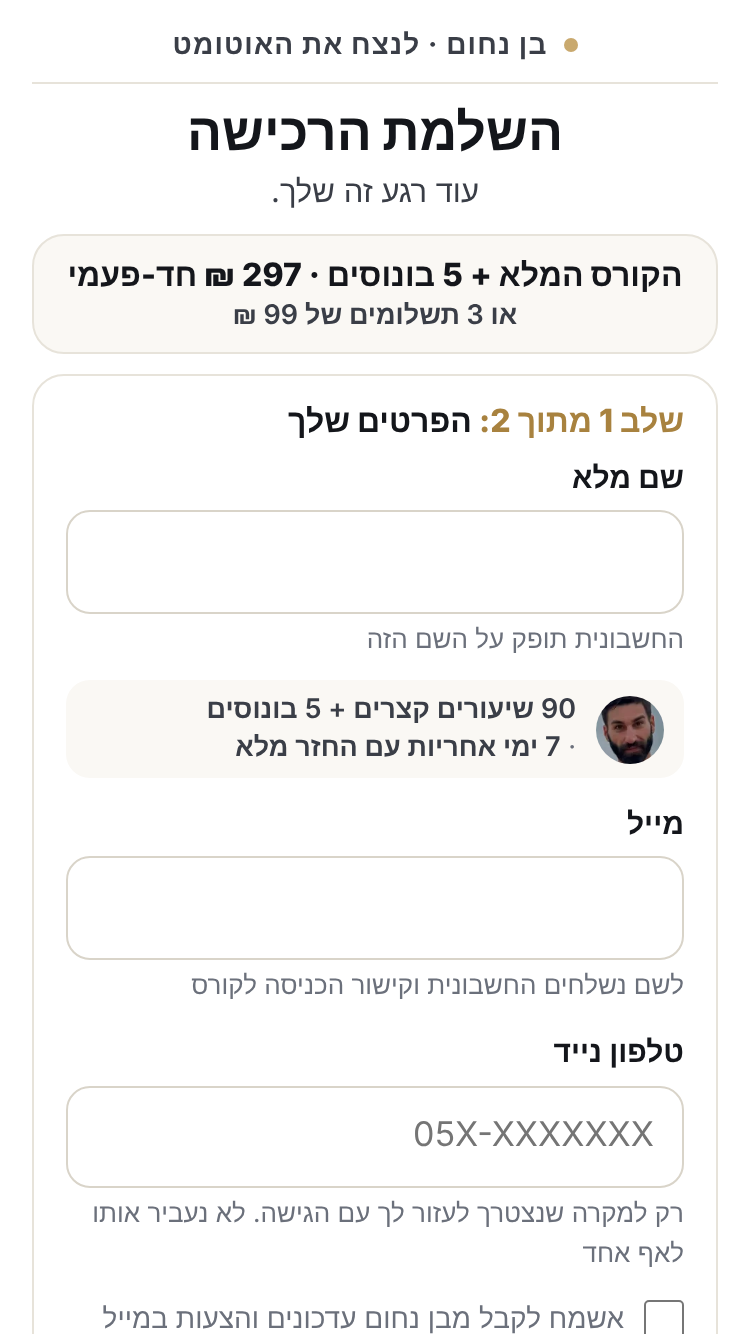 בן נחום · לנצח את האוטומט
השלמת הרכישה
עוד רגע זה שלך.
הקורס המלא + 5 בונוסים · 297 ₪ חד-פעמי
או 3 תשלומים של 99 ₪
שלב 1 מתוך 2: הפרטים שלך
שם מלא
החשבונית תופק על השם הזה
90 שיעורים קצרים + 5 בונוסים
· 7 ימי אחריות עם החזר מלא
מייל
לשם נשלחים החשבונית וקישור הכניסה לקורס
טלפון נייד
05X-XXXXXXX
רק למקרה שנצטרך לעזור לך עם הגישה. לא נעביר אותו
לאף אחד
אשמח לקבל מבן נחום עדכונים והצעות במייל